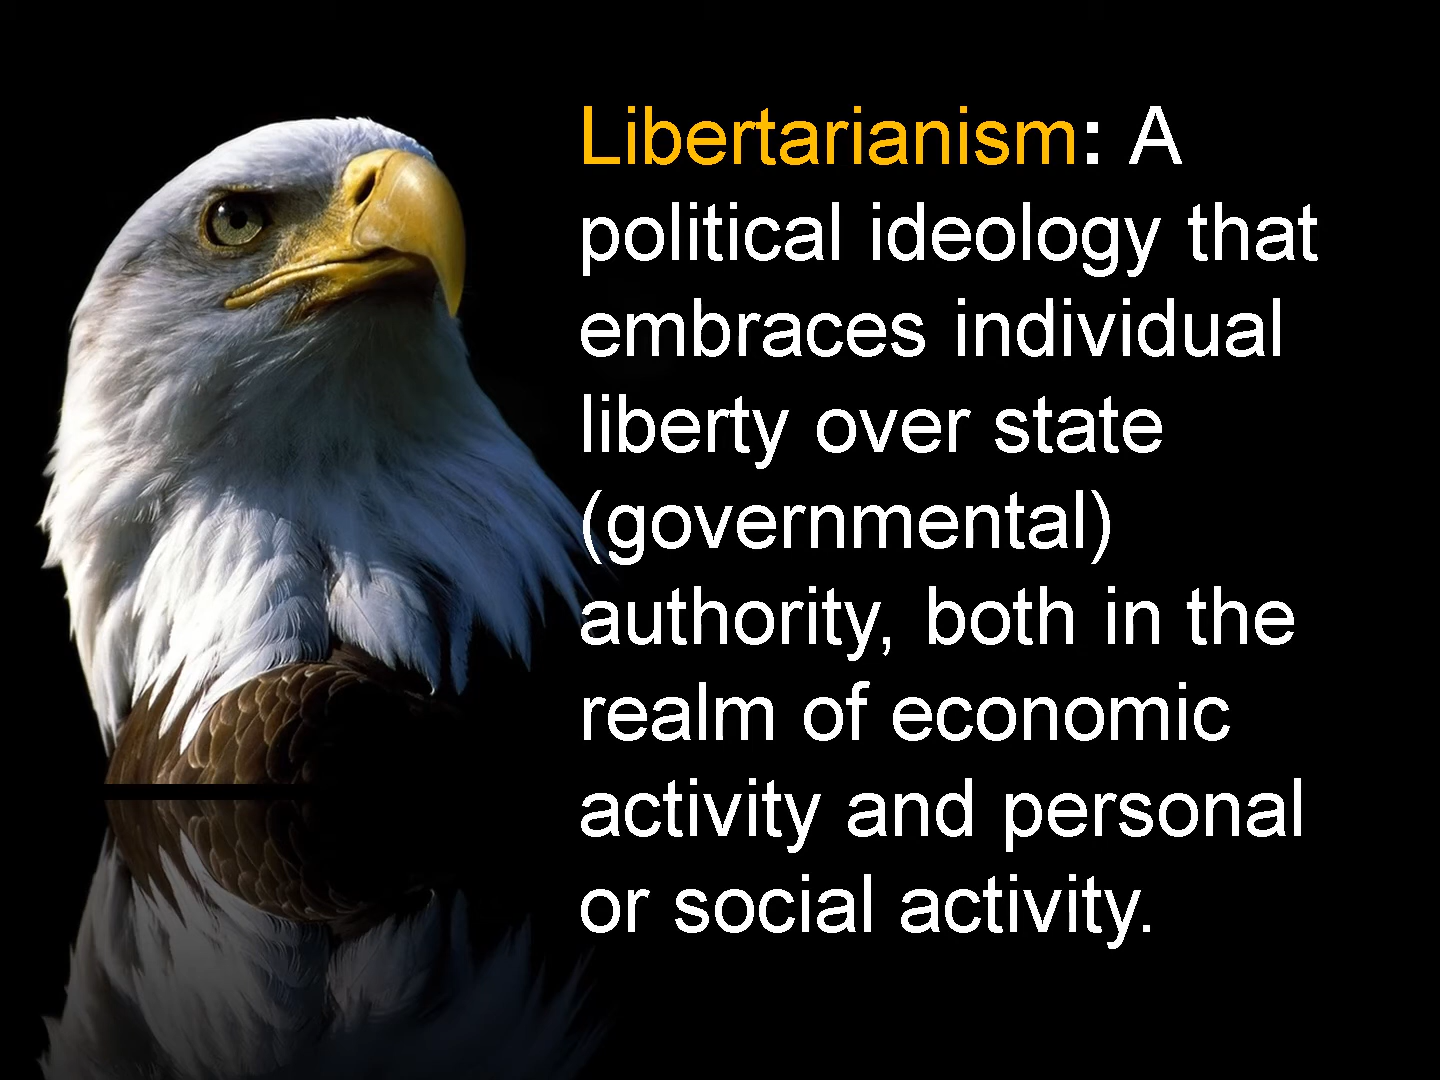 Libertarianism: A
political ideology that
embraces individual
liberty over state
(governmental)
authority, both in the
realm of economic
activity and personal
or social activity.